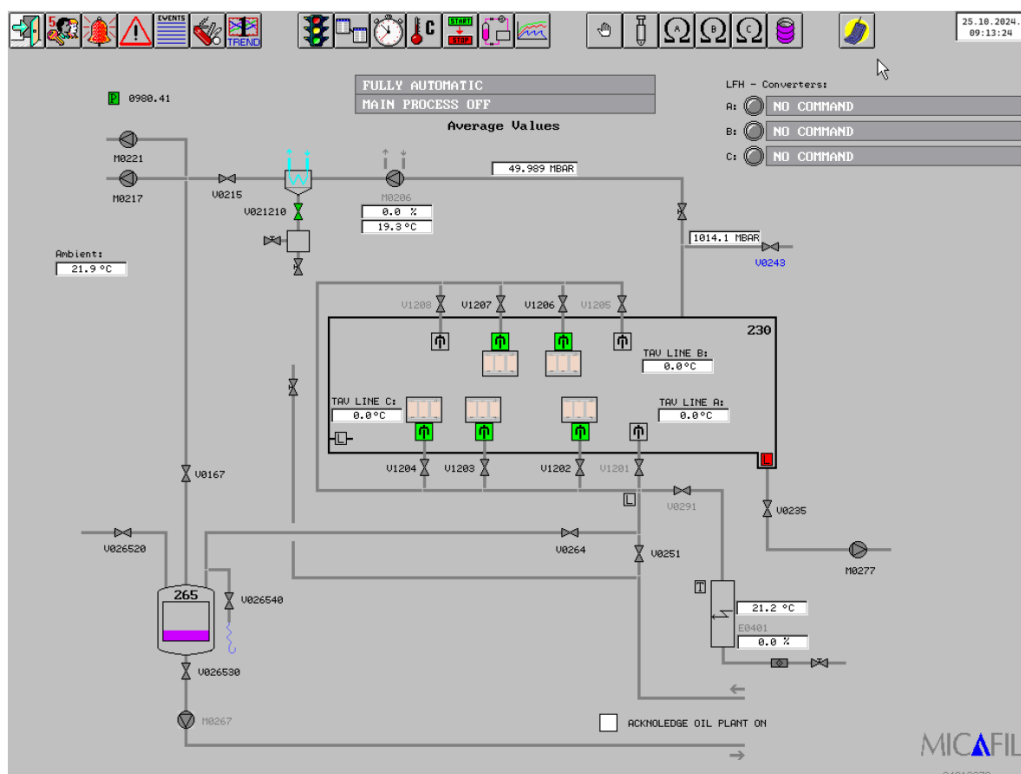 5
EVENTS
TREND
C
START
STOP
A
B
C
25.10.2024.
09:13:24
P 0980.41
FULLY AUTOMATIC
MAIN PROCESS OFF
Average Values
LFH - Converters:
A: NO COMMAND
B: NO COMMAND
C: NO COMMAND
M0221
49.989 MBAR
M0217
V0215
M0206
V021210
0.0 %
19.3 °C
1014.1 MBAR
V0243
Ambient:
21.9 °C
V1208
V1207
V1206
V1205
230
TAV LINE B:
0.0°C
TAV LINE C:
0.0°C
TAV LINE A:
0.0°C
L
L
V1204
V1203
V1202
V1201
V0167
L
V0291
V0235
V026520
V0264
V0251
M0277
265
V026540
T
21.2 °C
E0401
0.0 %
V026530
M0267
ACKNOLEDGE OIL PLANT ON
MICAFIL